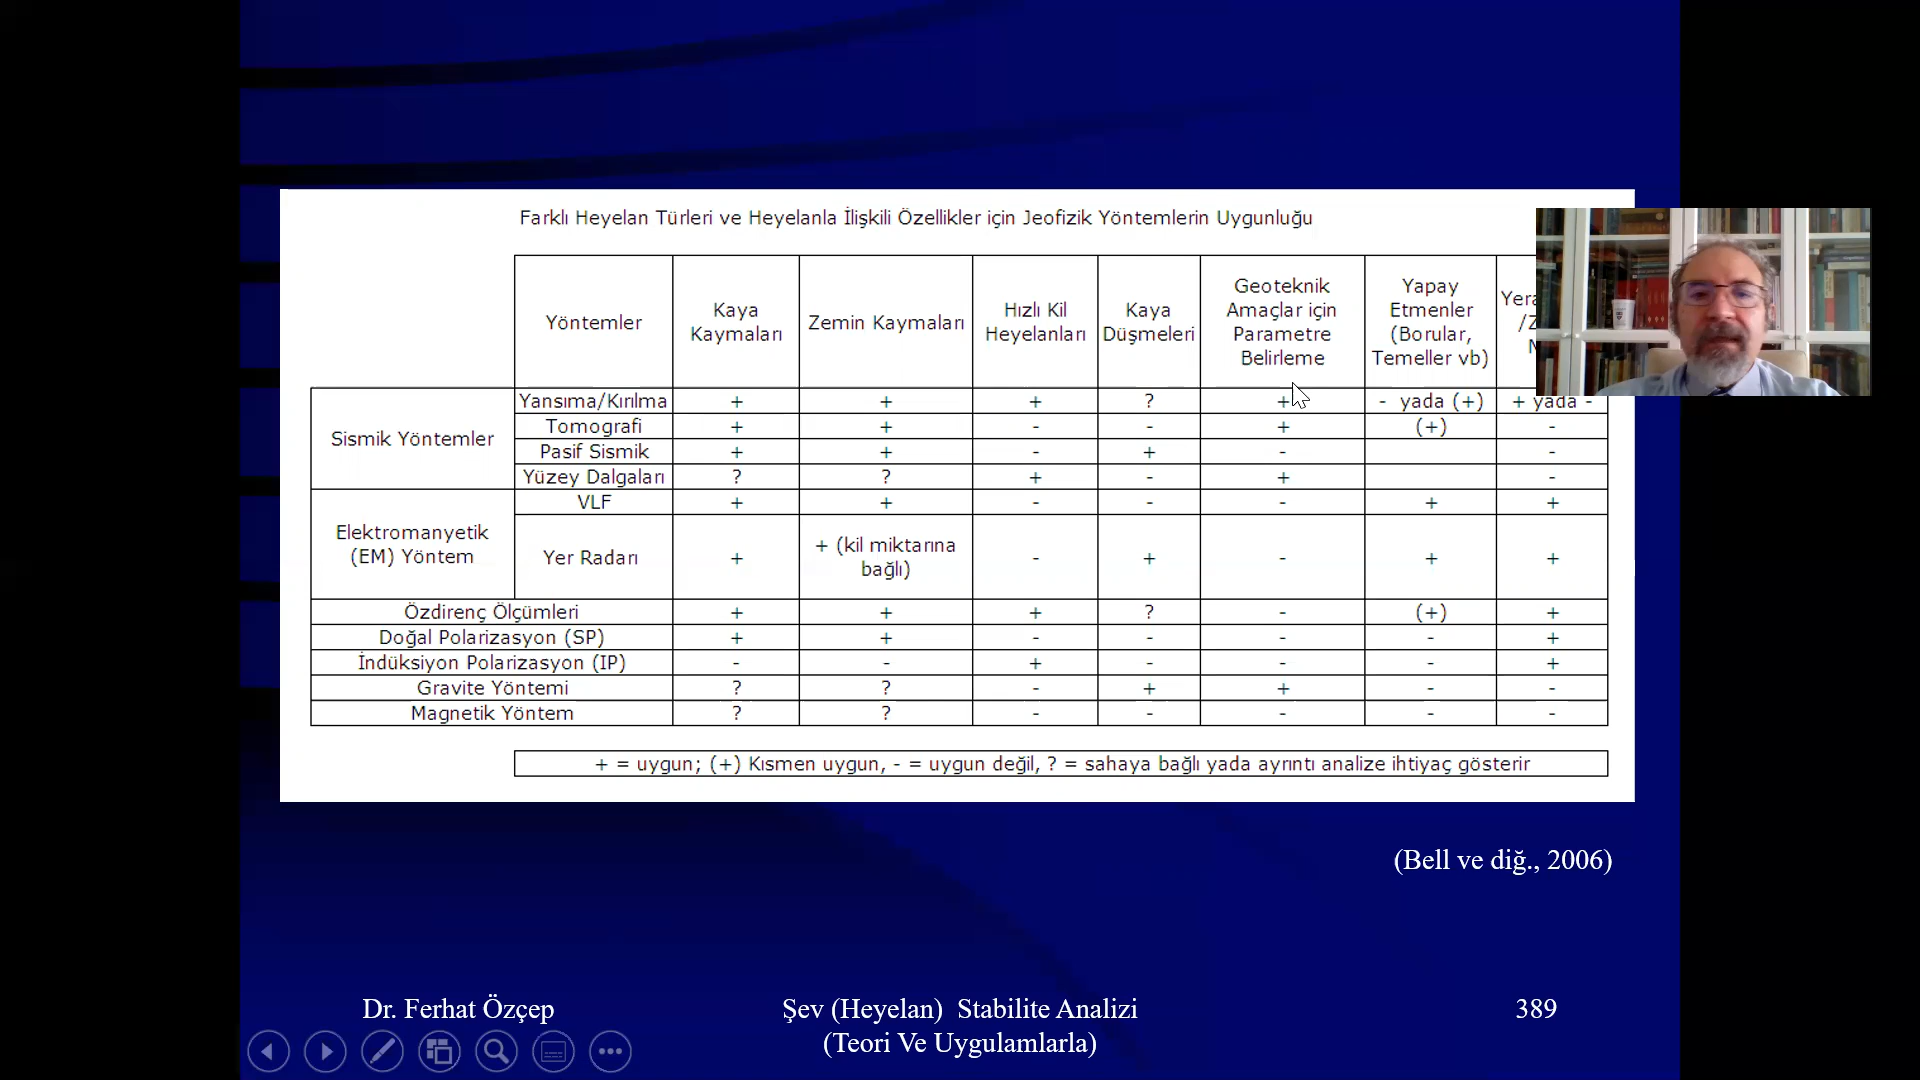 Farklı Heyelan Türleri ve Heyelanla İlişkili Özellikler için Jeofizik Yöntemlerin Uygunluğu
Yöntemler
Kaya
Kaymaları
Zemin Kaymaları
Hızlı Kil
Heyelanları
Kaya
Düşmeleri
Geoteknik
Amaçlar için
Parametre
Belirleme
Yapay
Etmenler
(Borular,
Temeller vb)
Sismik Yöntemler
Yansıma/Kırılma + + + ? + - yada (+) + yada -
Tomografi + + - - + (+) -
Pasif Sismik + + - + - -
Yüzey Dalgaları ? ? + - + -
Elektromanyetik
(EM) Yöntem
VLF + + - - - + +
Yer Radarı + + (kil miktarına
bağlı) - + - + +
Özdirenç Ölçümleri + + + ? - (+) +
Doğal Polarizasyon (SP) + + - - - - +
İndüksiyon Polarizasyon (IP) - - + - - - +
Gravite Yöntemi ? ? - + + - -
Magnetik Yöntem ? ? - - - - -
+ = uygun; (+) Kısmen uygun, - = uygun değil, ? = sahaya bağlı yada ayrıntı analize ihtiyaç gösterir
(Bell ve diğ., 2006)
Dr. Ferhat Özçep
Şev (Heyelan) Stabilite Analizi
(Teori Ve Uygulamlarla)
389